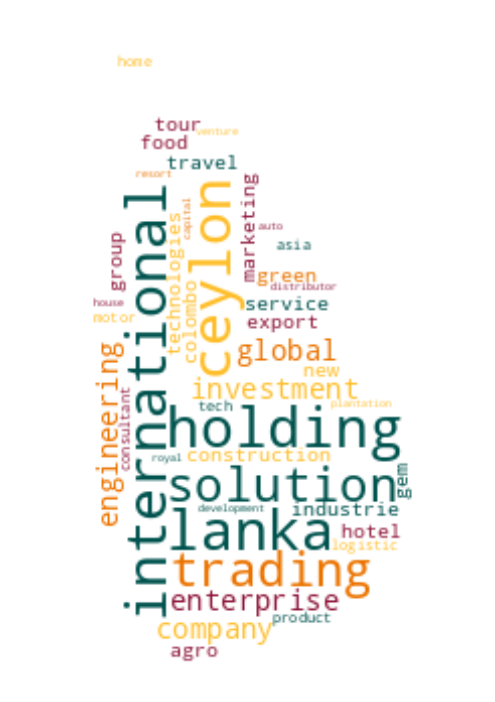 home
tour
venture
food
travel
resort
international
ceylon
marketing
capital
technologies
auto
group
asia
green
colombo
distributor
house
service
motor
export
global
engineering
new
investment
consultant
tech
plantation
holding
royal
construction
gem
solution
development
industrie
lanka
hotel
logistic
trading
enterprise
product
company
agro